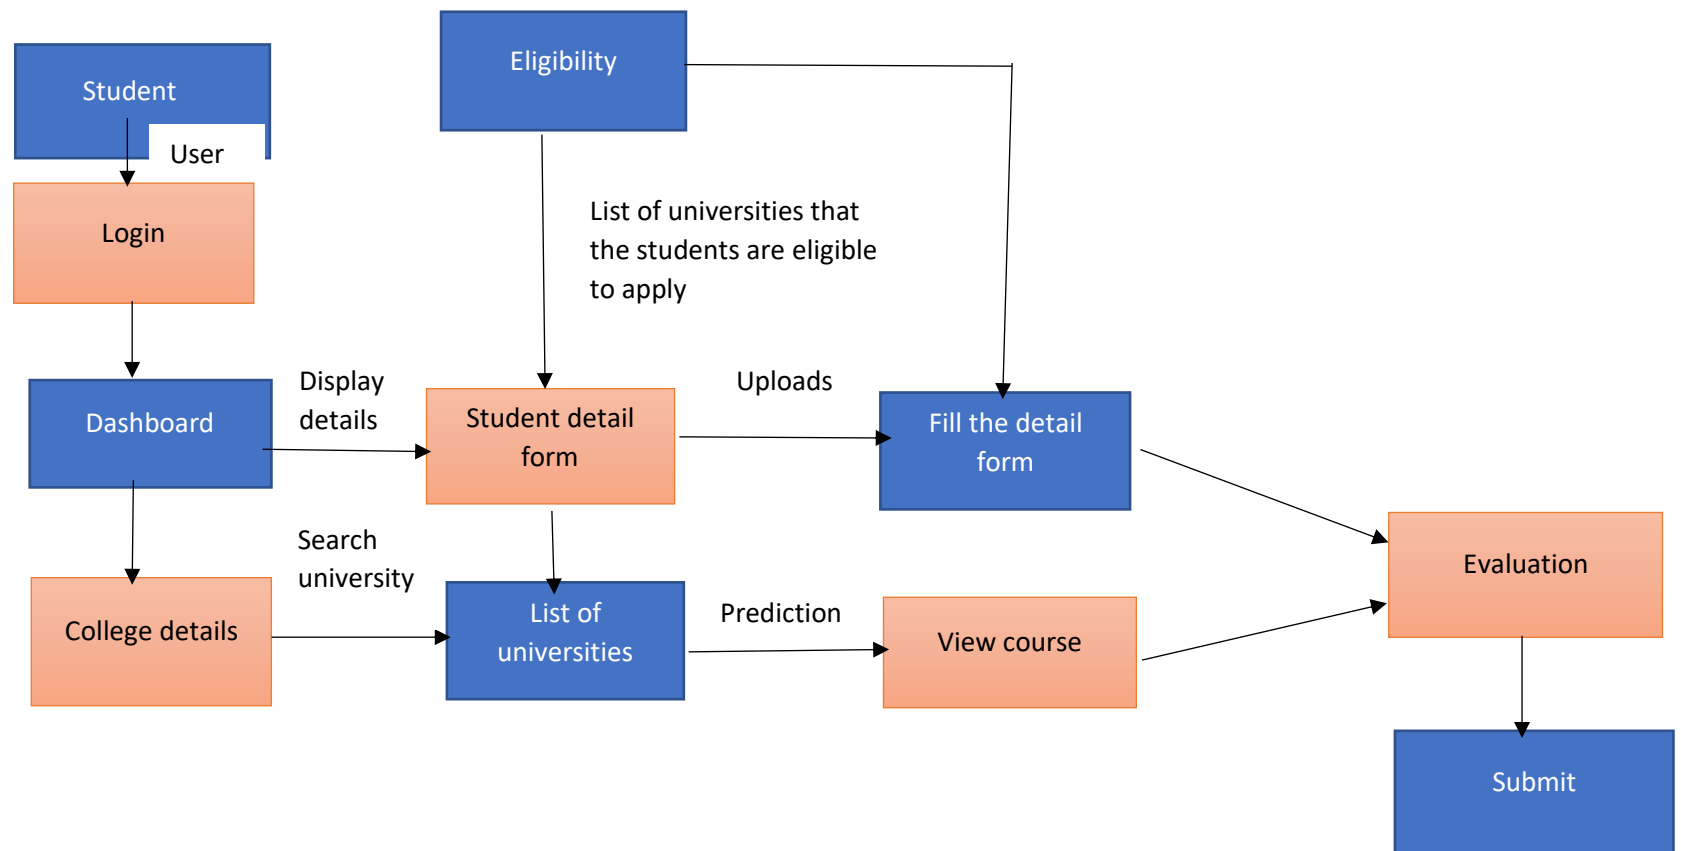 Eligibility
Student
User
Login
List of universities that
the students are eligible
to apply
Display
details
Uploads
Dashboard
Student detail
form
Fill the detail
form
Search
university
Evaluation
College details
List of
universities
Prediction
View course
Submit